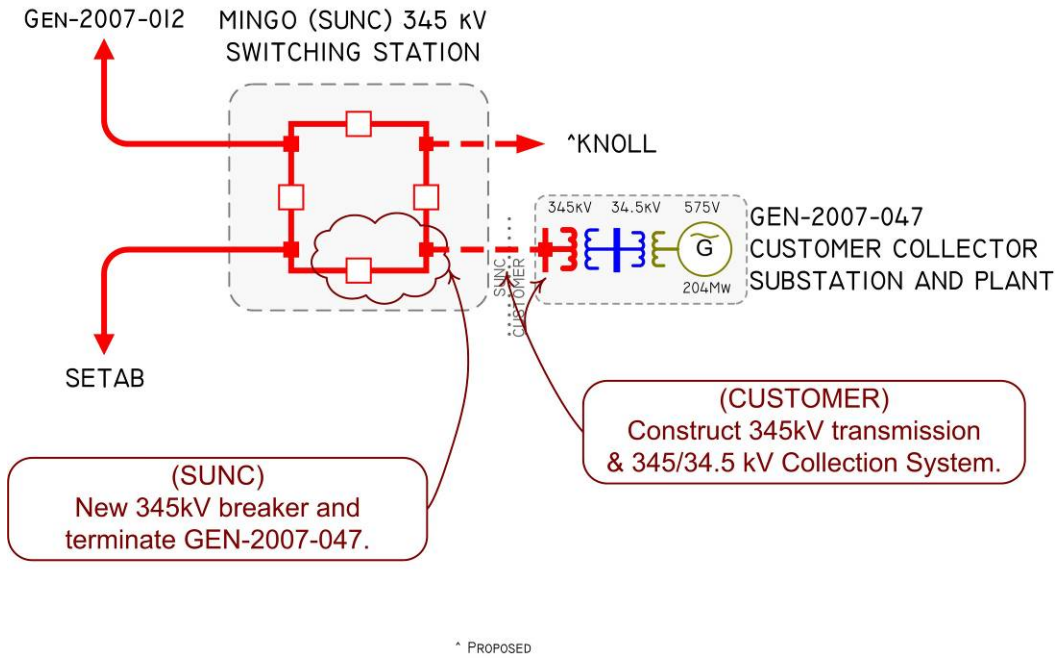 GEN-2007-012
MINGO (SUNC) 345 KV
SWITCHING STATION
^KNOLL
345KV
34.5KV
575V
G
204MW
GEN-2007-047
CUSTOMER COLLECTOR
SUBSTATION AND PLANT
SUNC
CUSTOMER
SETAB
(CUSTOMER)
Construct 345kV transmission
& 345/34.5 kV Collection System.
(SUNC)
New 345kV breaker and
terminate GEN-2007-047.
^ PROPOSED